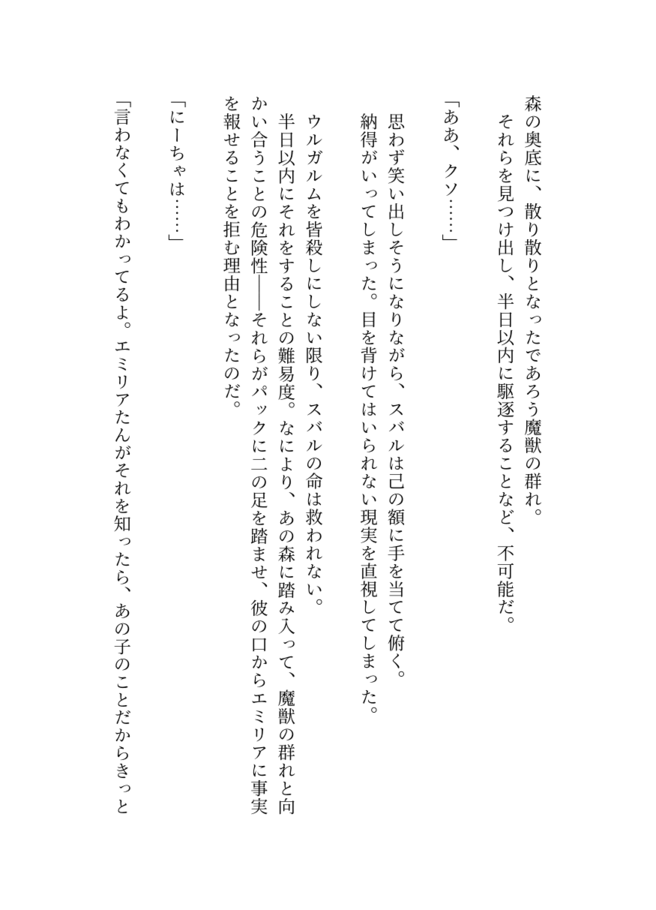 森の奥底に、散り散りとなったであろう魔獣の群れ。
それらを見つけ出し、半日以内に駆逐することなど、不可能だ。
「ああ、クソ……」
思わず笑い出しそうになりながら、スバルは己の額に手を当てて俯く。
納得がいってしまった。目を背けてはいられない現実を直視してしまった。
ウルガルムを皆殺しにしない限り、スバルの命は救われない。
半日以内にそれをすることの難易度。なにより、あの森に踏み入って、魔獣の群れと向
かい合うことの危険性――それらがパックに二の足を踏ませ、彼の口からエミリアに事実
を報せることを拒む理由となったのだ。
「にーちゃは……」
「言わなくてもわかってるよ。エミリアたんがそれを知ったら、あの子のことだからきっと